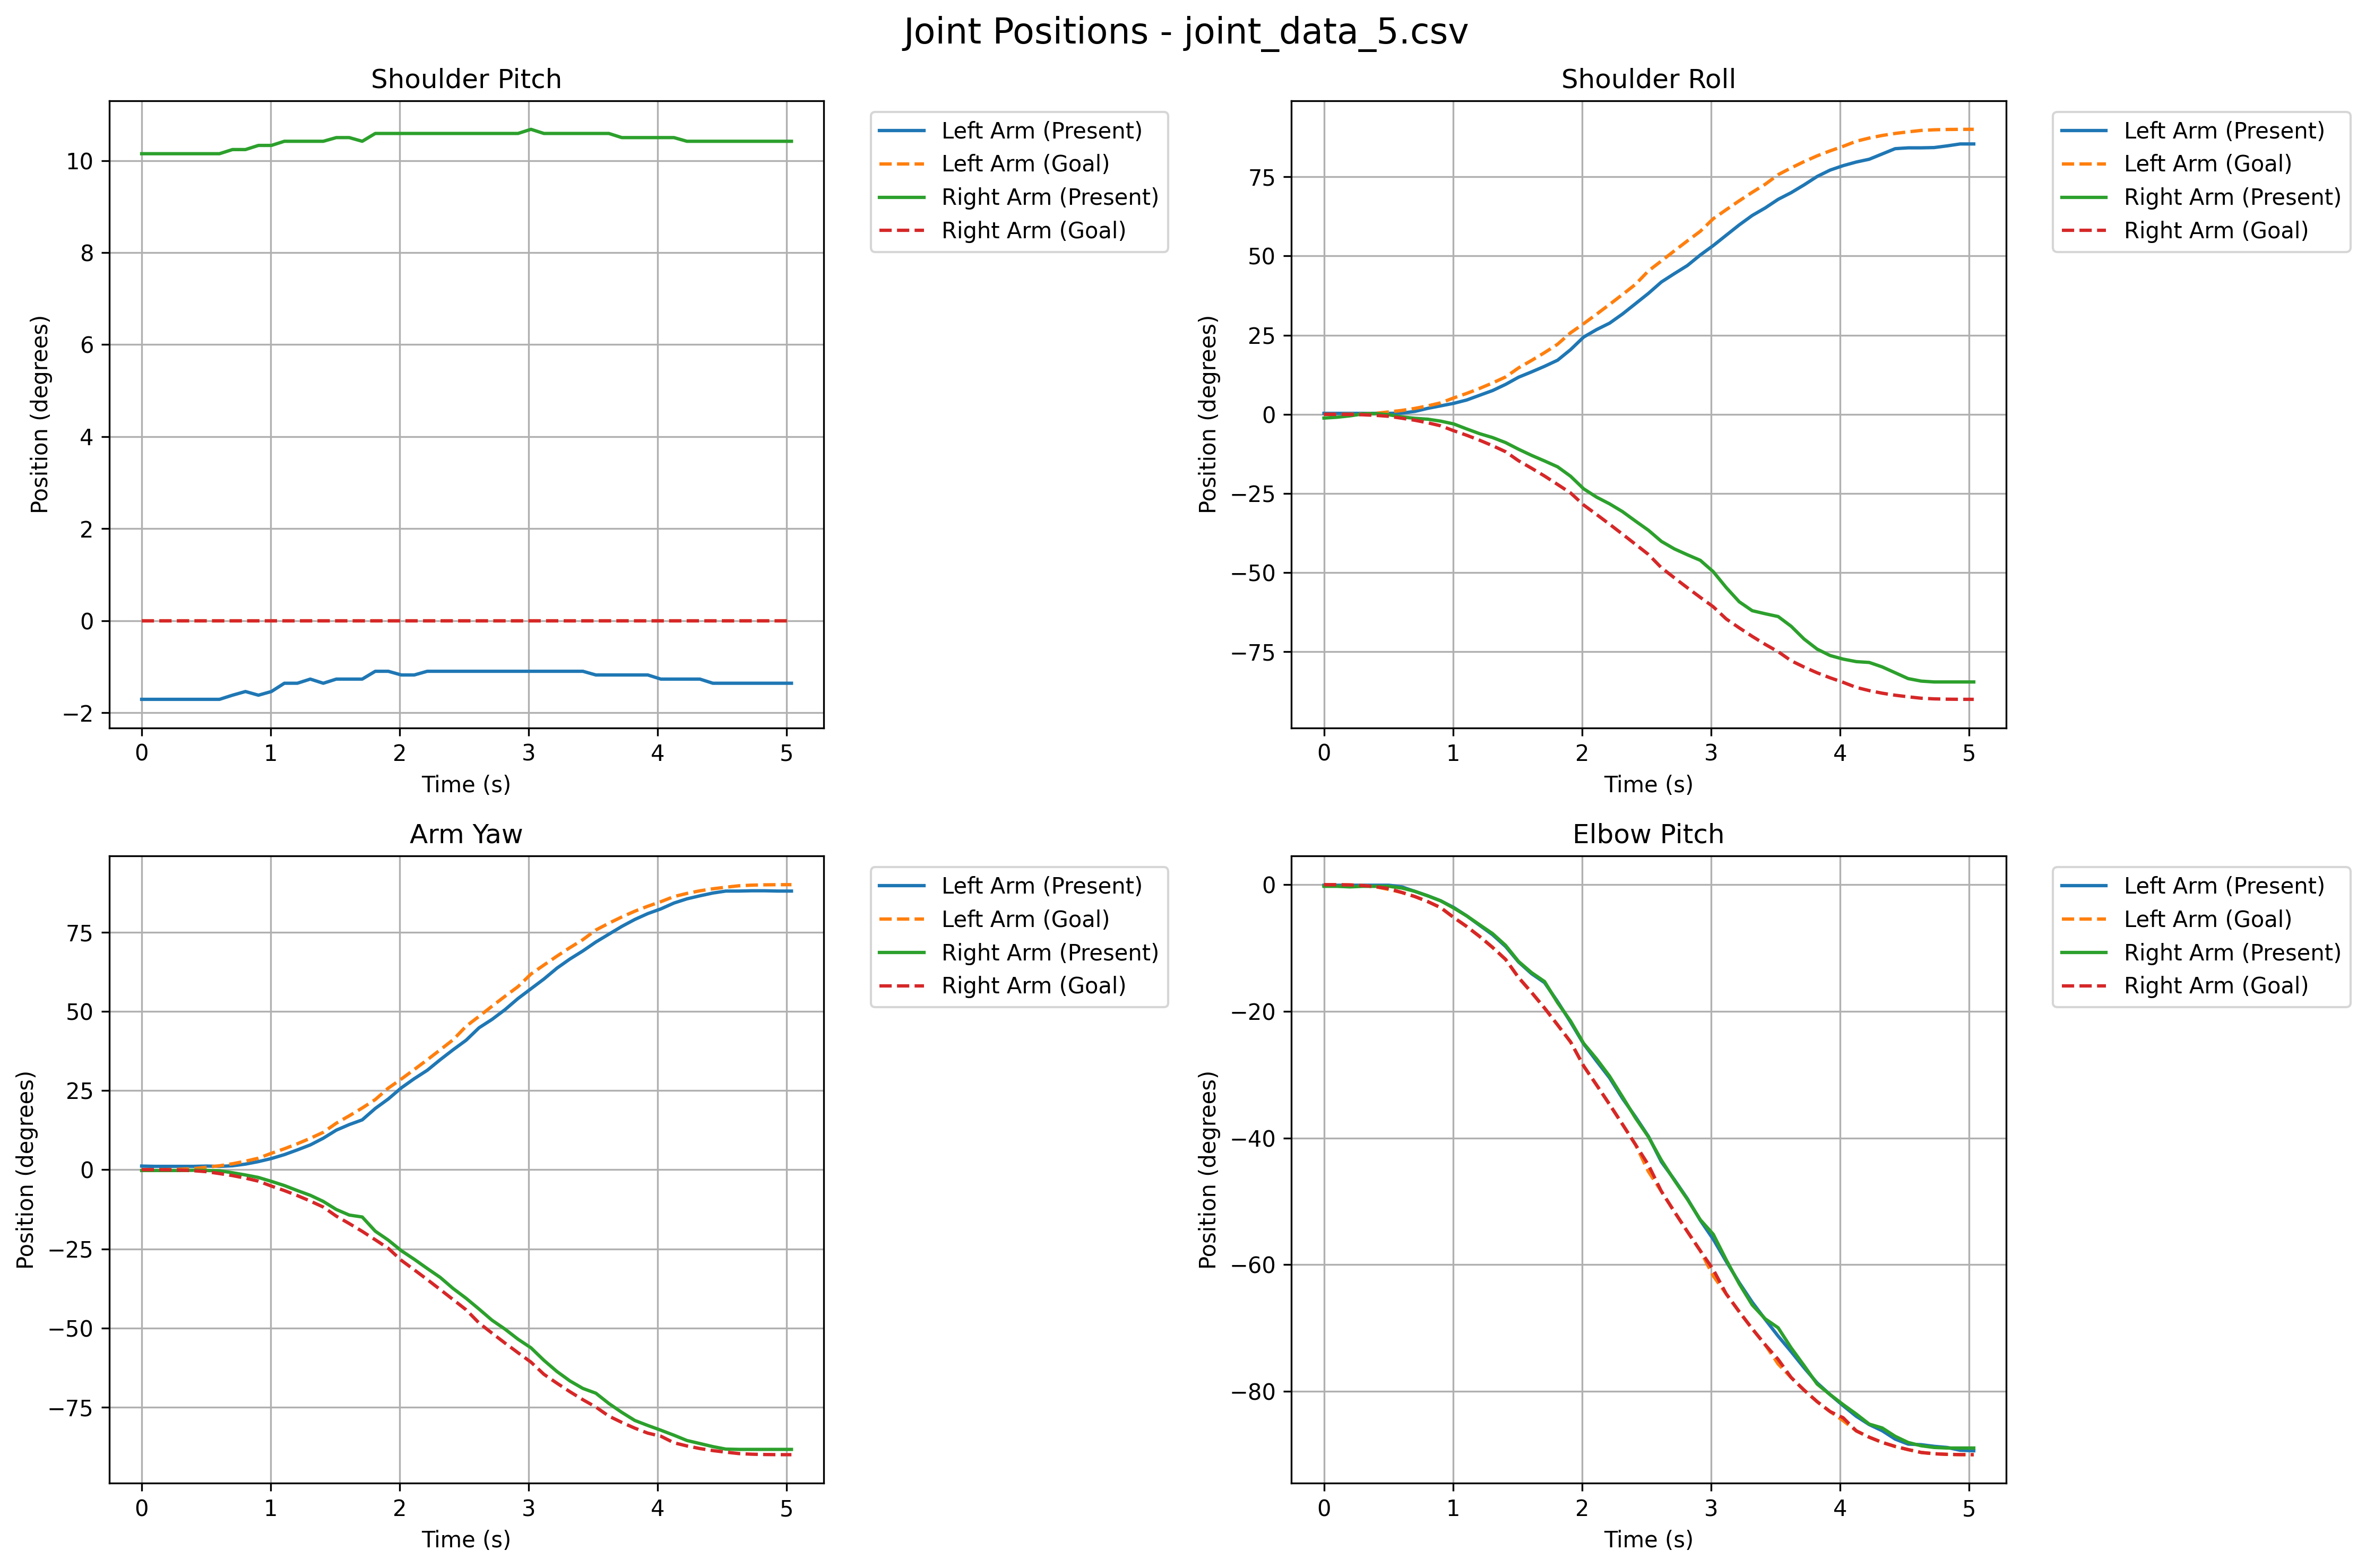 Joint Positions - joint_data_5.csv
Shoulder Pitch
Position (degrees)
10
8
6
4
2
0
−2
0 1 2 3 4 5
Time (s)
Left Arm (Present)
Left Arm (Goal)
Right Arm (Present)
Right Arm (Goal)
Shoulder Roll
Position (degrees)
75
50
25
0
−25
−50
−75
0 1 2 3 4 5
Time (s)
Left Arm (Present)
Left Arm (Goal)
Right Arm (Present)
Right Arm (Goal)
Arm Yaw
Position (degrees)
75
50
25
0
−25
−50
−75
0 1 2 3 4 5
Time (s)
Left Arm (Present)
Left Arm (Goal)
Right Arm (Present)
Right Arm (Goal)
Elbow Pitch
Position (degrees)
0
−20
−40
−60
−80
0 1 2 3 4 5
Time (s)
Left Arm (Present)
Left Arm (Goal)
Right Arm (Present)
Right Arm (Goal)